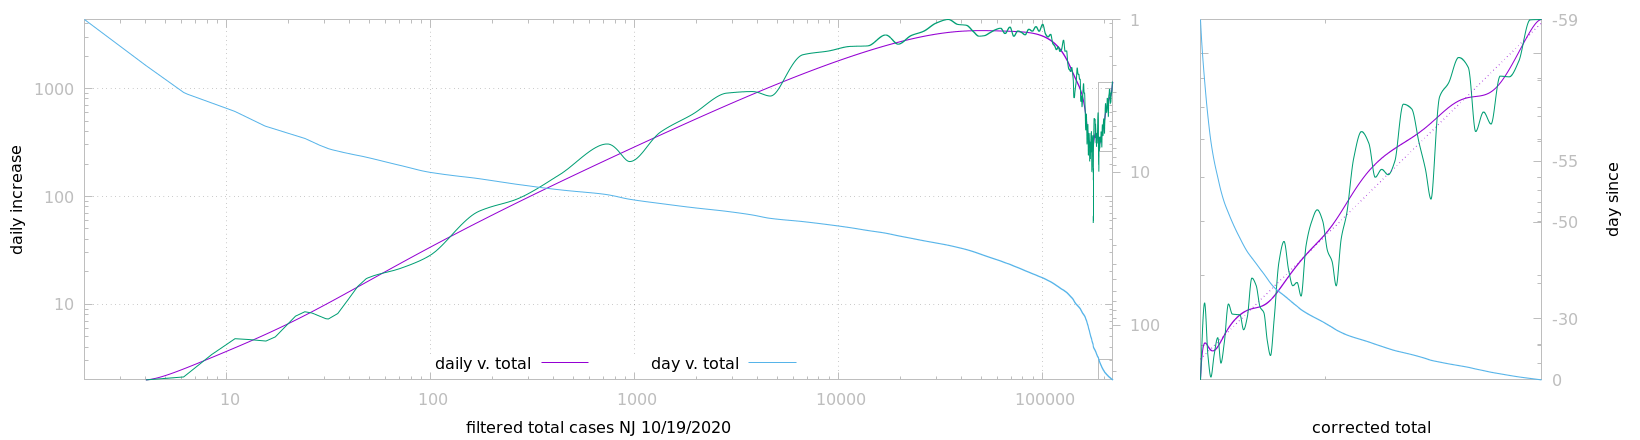 1
-59
1000
daily increase
-55
10
100
-50
day since
10
-30
100
daily v. total
day v. total
0
10
100
1000
10000
100000
filtered total cases NJ 10/19/2020
corrected total